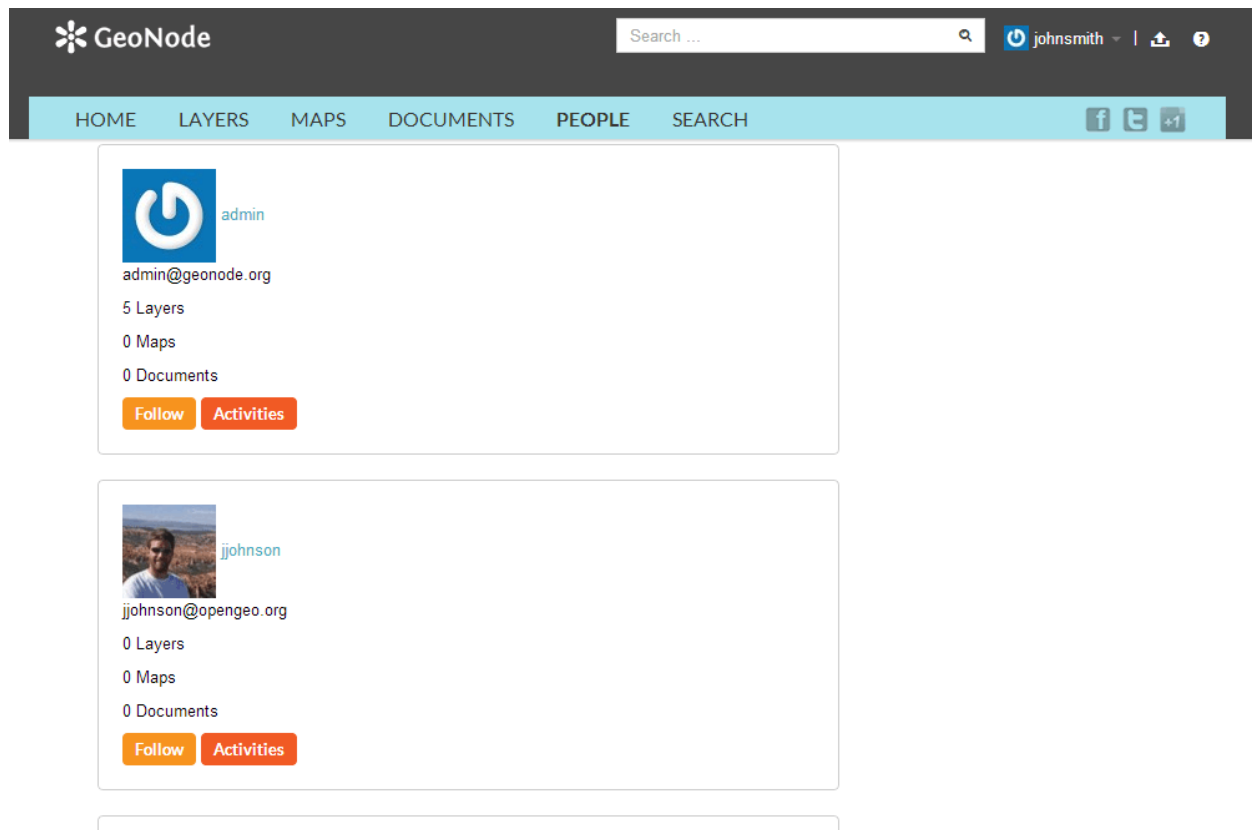 GeoNode
Search ...
johnsmith
HOME LAYERS MAPS DOCUMENTS PEOPLE SEARCH
f t +1
admin
admin@geonode.org
5 Layers
0 Maps
0 Documents
Follow Activities
jjohnson
jjohnson@opengeo.org
0 Layers
0 Maps
0 Documents
Follow Activities